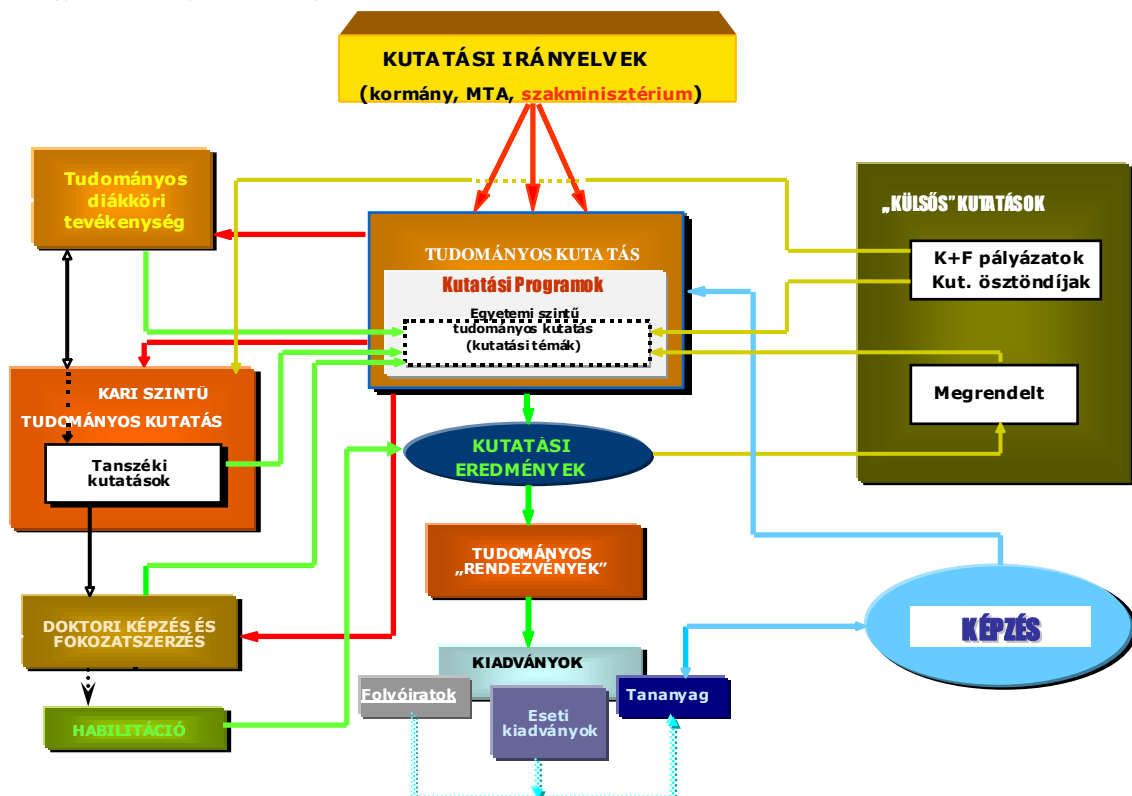 KUTATÁSI IRÁNYELVEK
(kormány, MTA, szakminisztérium)
Tudományos
diákköri
tevékenység
TUDOMÁNYOS KUTATÁS
Kutatási Programok
Egyetemi szintű
tudományos kutatás
(kutatási témák)
„KÜLSŐS” KUTATÁSOK
K+F pályázatok
Kut. ösztöndíjak
Megrendelt
KARI SZINTŰ
TUDOMÁNYOS KUTATÁS
Tanszéki
kutatások
KUTATÁSI
EREDMÉNYEK
TUDOMÁNYOS
„RENDEZVÉNYEK”
DOKTORI KÉPZÉS ÉS
FOKOZATSZERZÉS
KÉPZÉS
KIADVÁNYOK
Folyóiratok
Eseti
kiadványok
Tananyag
HABILITÁCIÓ